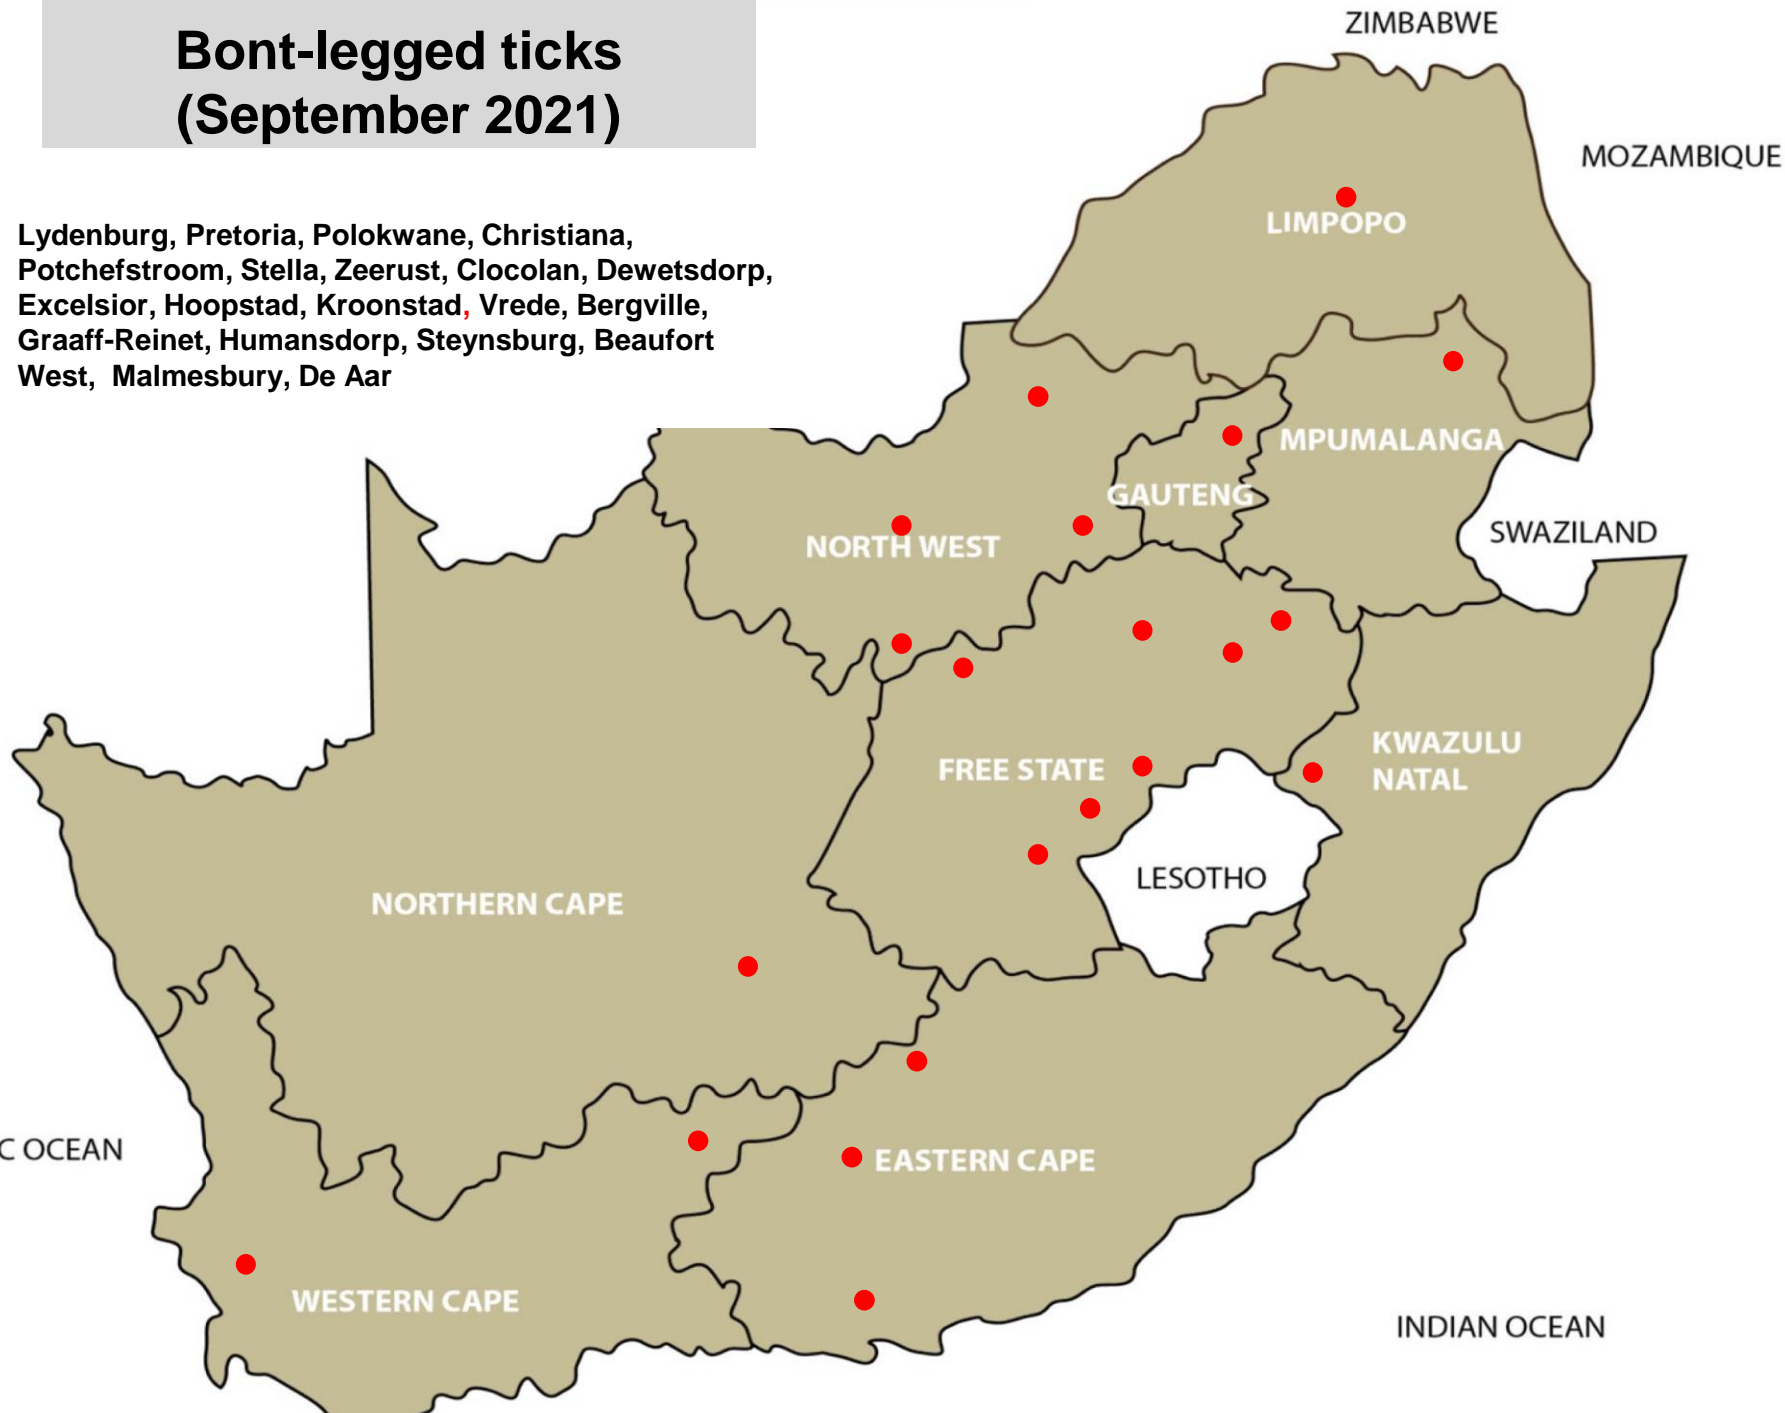 Bont-legged ticks
(September 2021)
Lydenburg, Pretoria, Polokwane, Christiana,
Potchefstroom, Stella, Zeerust, Clocolan, Dewetsdorp,
Excelsior, Hoopstad, Kroonstad, Vrede, Bergville,
Graaff-Reinet, Humansdorp, Steynsburg, Beaufort
West, Malmesbury, De Aar
ZIMBABWE
MOZAMBIQUE
LIMPOPO
MPUMALANGA
GAUTENG
SWAZILAND
NORTH WEST
KWAZULU
NATAL
FREE STATE
LESOTHO
NORTHERN CAPE
C OCEAN
EASTERN CAPE
WESTERN CAPE
INDIAN OCEAN